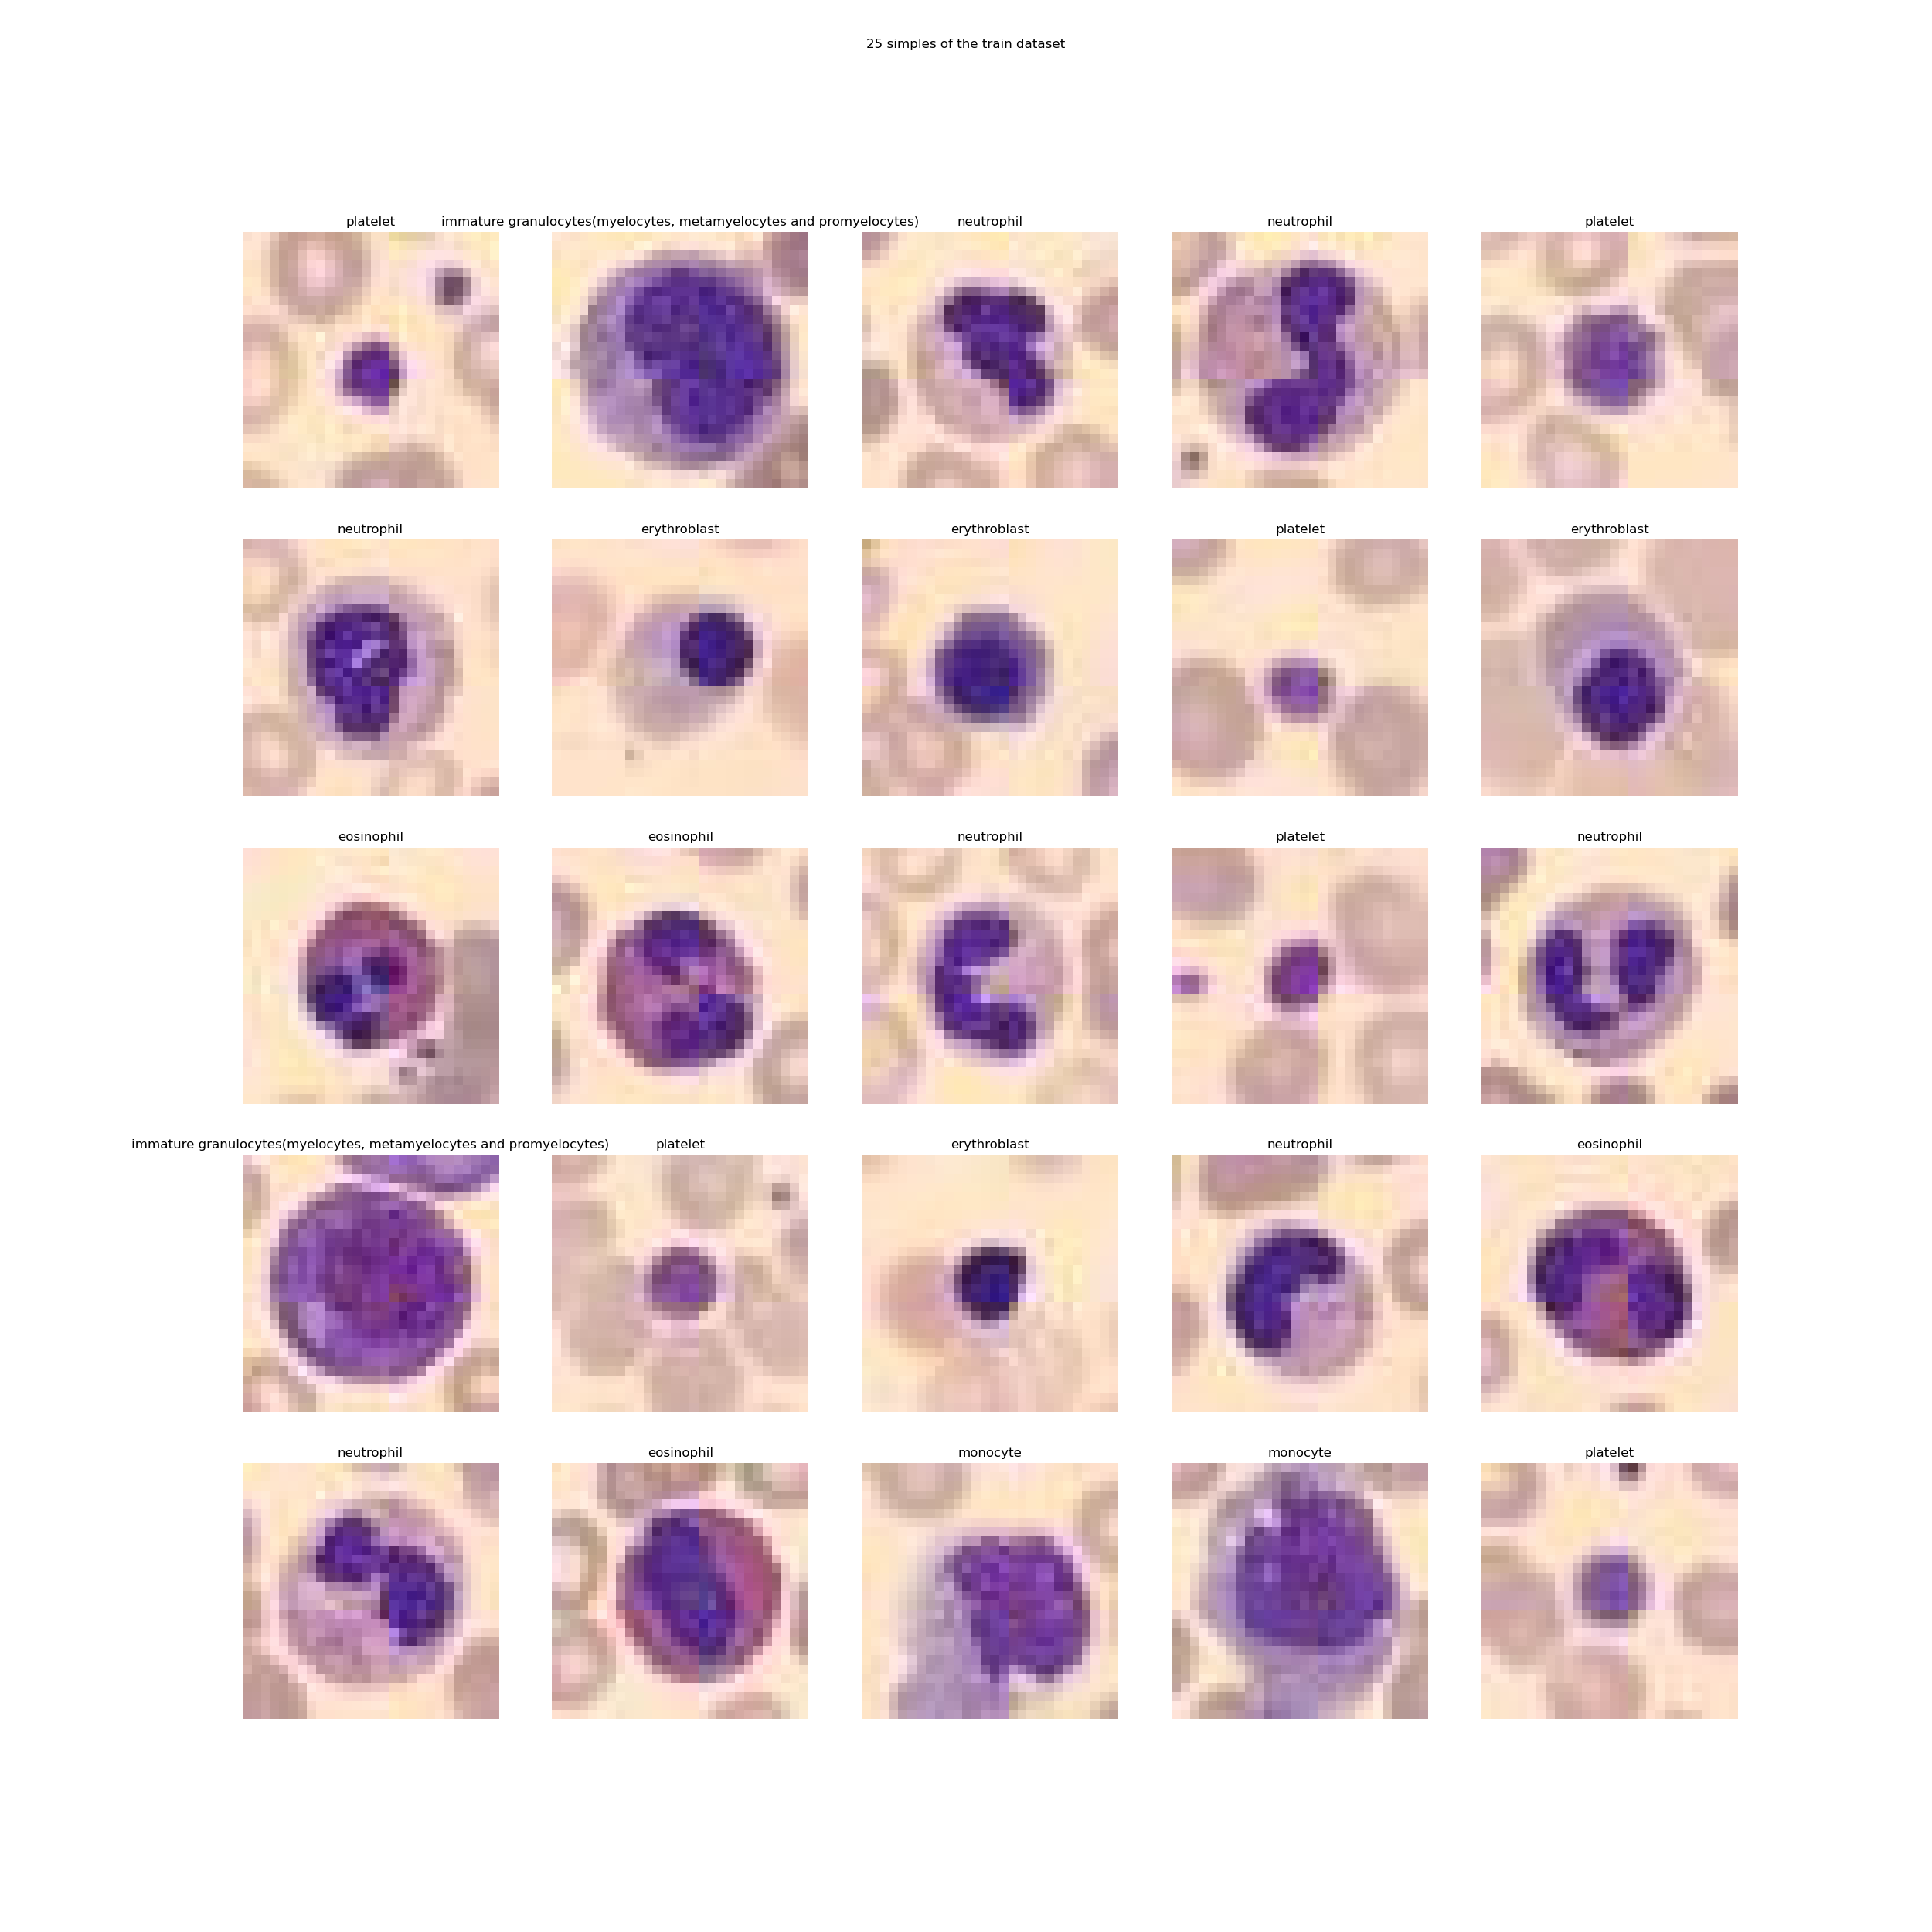 25 simples of the train dataset
platelet
immature granulocytes(myelocytes, metamyelocytes and promyelocytes)
neutrophil
neutrophil
platelet
neutrophil
erythroblast
erythroblast
platelet
erythroblast
eosinophil
eosinophil
neutrophil
platelet
neutrophil
immature granulocytes(myelocytes, metamyelocytes and promyelocytes)
platelet
erythroblast
neutrophil
eosinophil
neutrophil
eosinophil
monocyte
monocyte
platelet